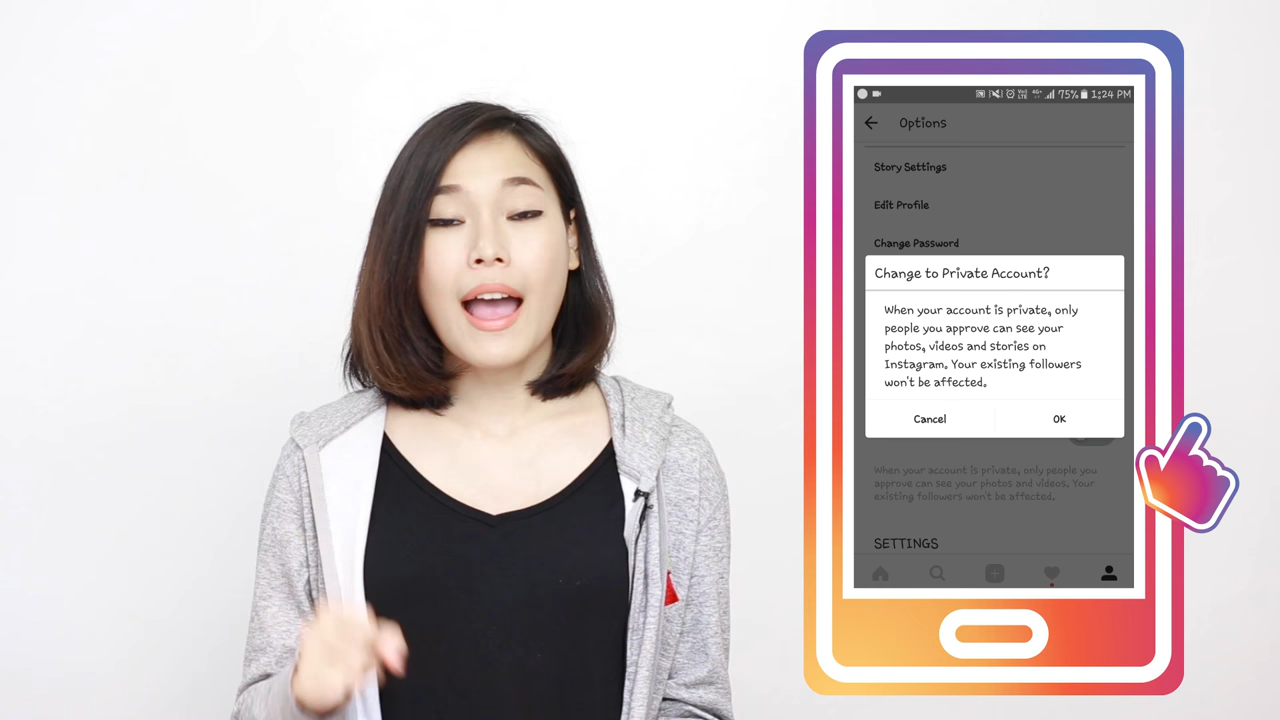 75% 1:24 PM
Options
Story Settings
Edit Profile
Change Password
Change to Private Account?
When your account is private, only
people you approve can see your
photos, videos and stories on
Instagram. Your existing followers
won't be affected.
Cancel OK
When your account is private, only people you
approve can see your photos and videos. Your
existing followers won't be affected.
SETTINGS